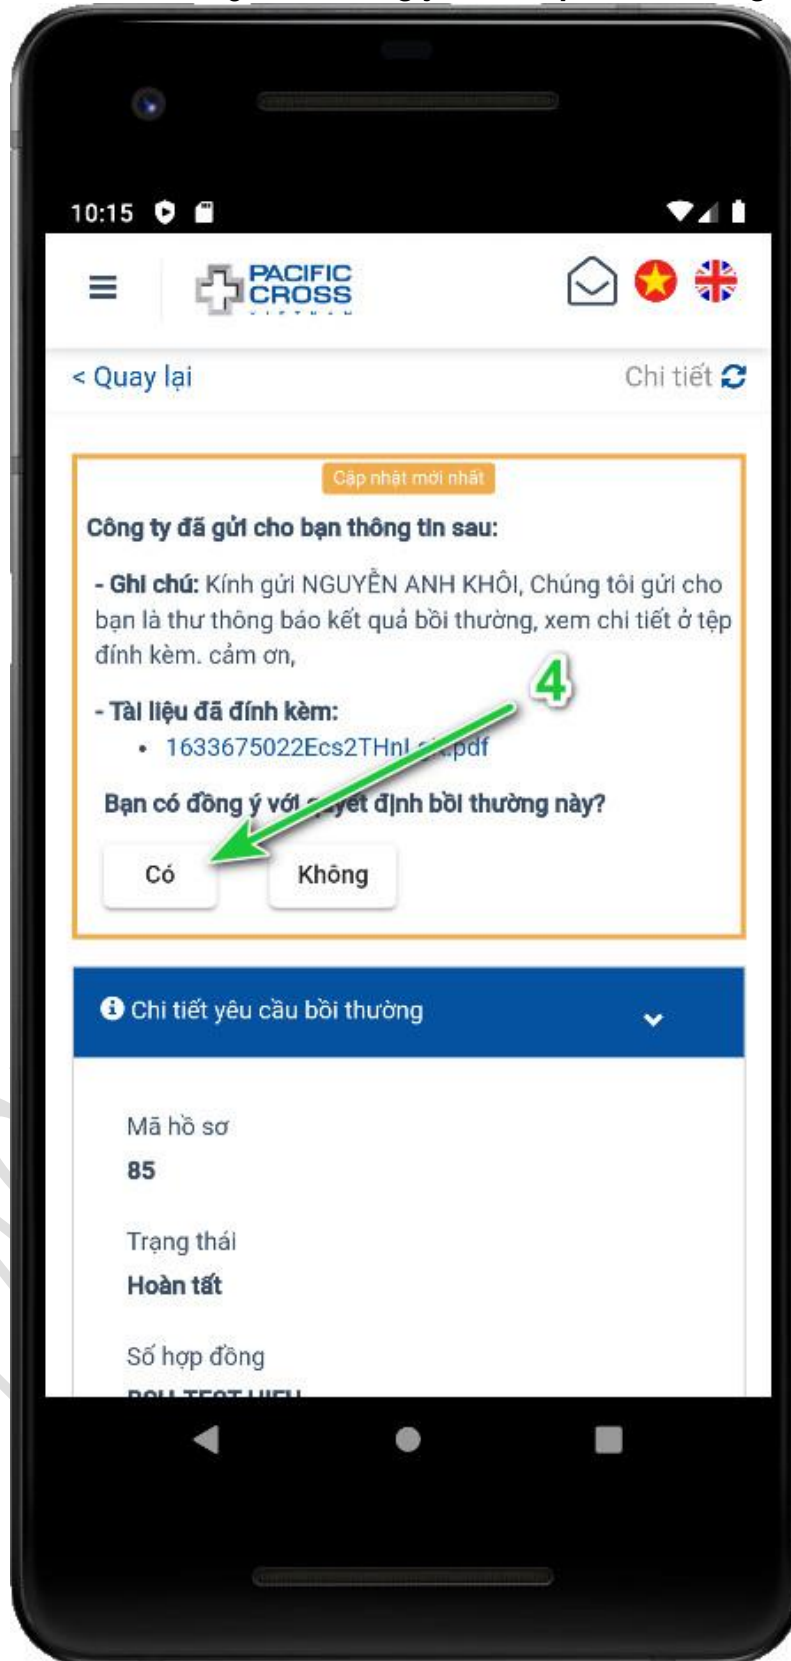 10:15
PACIFIC
CROSS
VIETNAM
< Quay lại
Chi tiết
Cập nhật mới nhất
Công ty đã gửi cho bạn thông tin sau:
- Ghi chú: Kính gửi NGUYỄN ANH KHÔI, Chúng tôi gửi cho
bạn là thư thông báo kết quả bồi thường, xem chi tiết ở tệp
đính kèm. cảm ơn,
4
- Tài liệu đã đính kèm:
• 1633675022Ecs2THnL .pdf
Bạn có đồng ý với quyết định bồi thường này?
Có
Không
Chi tiết yêu cầu bồi thường
Mã hồ sơ
85
Trạng thái
Hoàn tất
Số hợp đồng